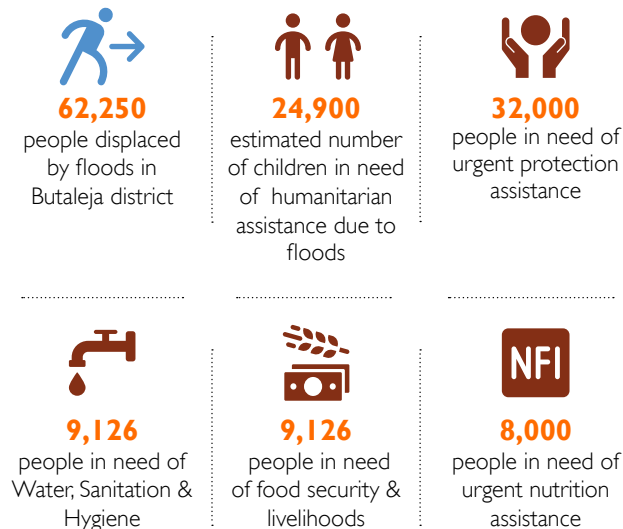 62,250
people displaced
by floods in
Butaleja district
24,900
estimated number
of children in need
of humanitarian
assistance due to
floods
32,000
people in need of
urgent protection
assistance
9,126
people in need of
Water, Sanitation &
Hygiene
9,126
people in need
of food security &
livelihoods
NFI
8,000
people in need of
urgent nutrition
assistance